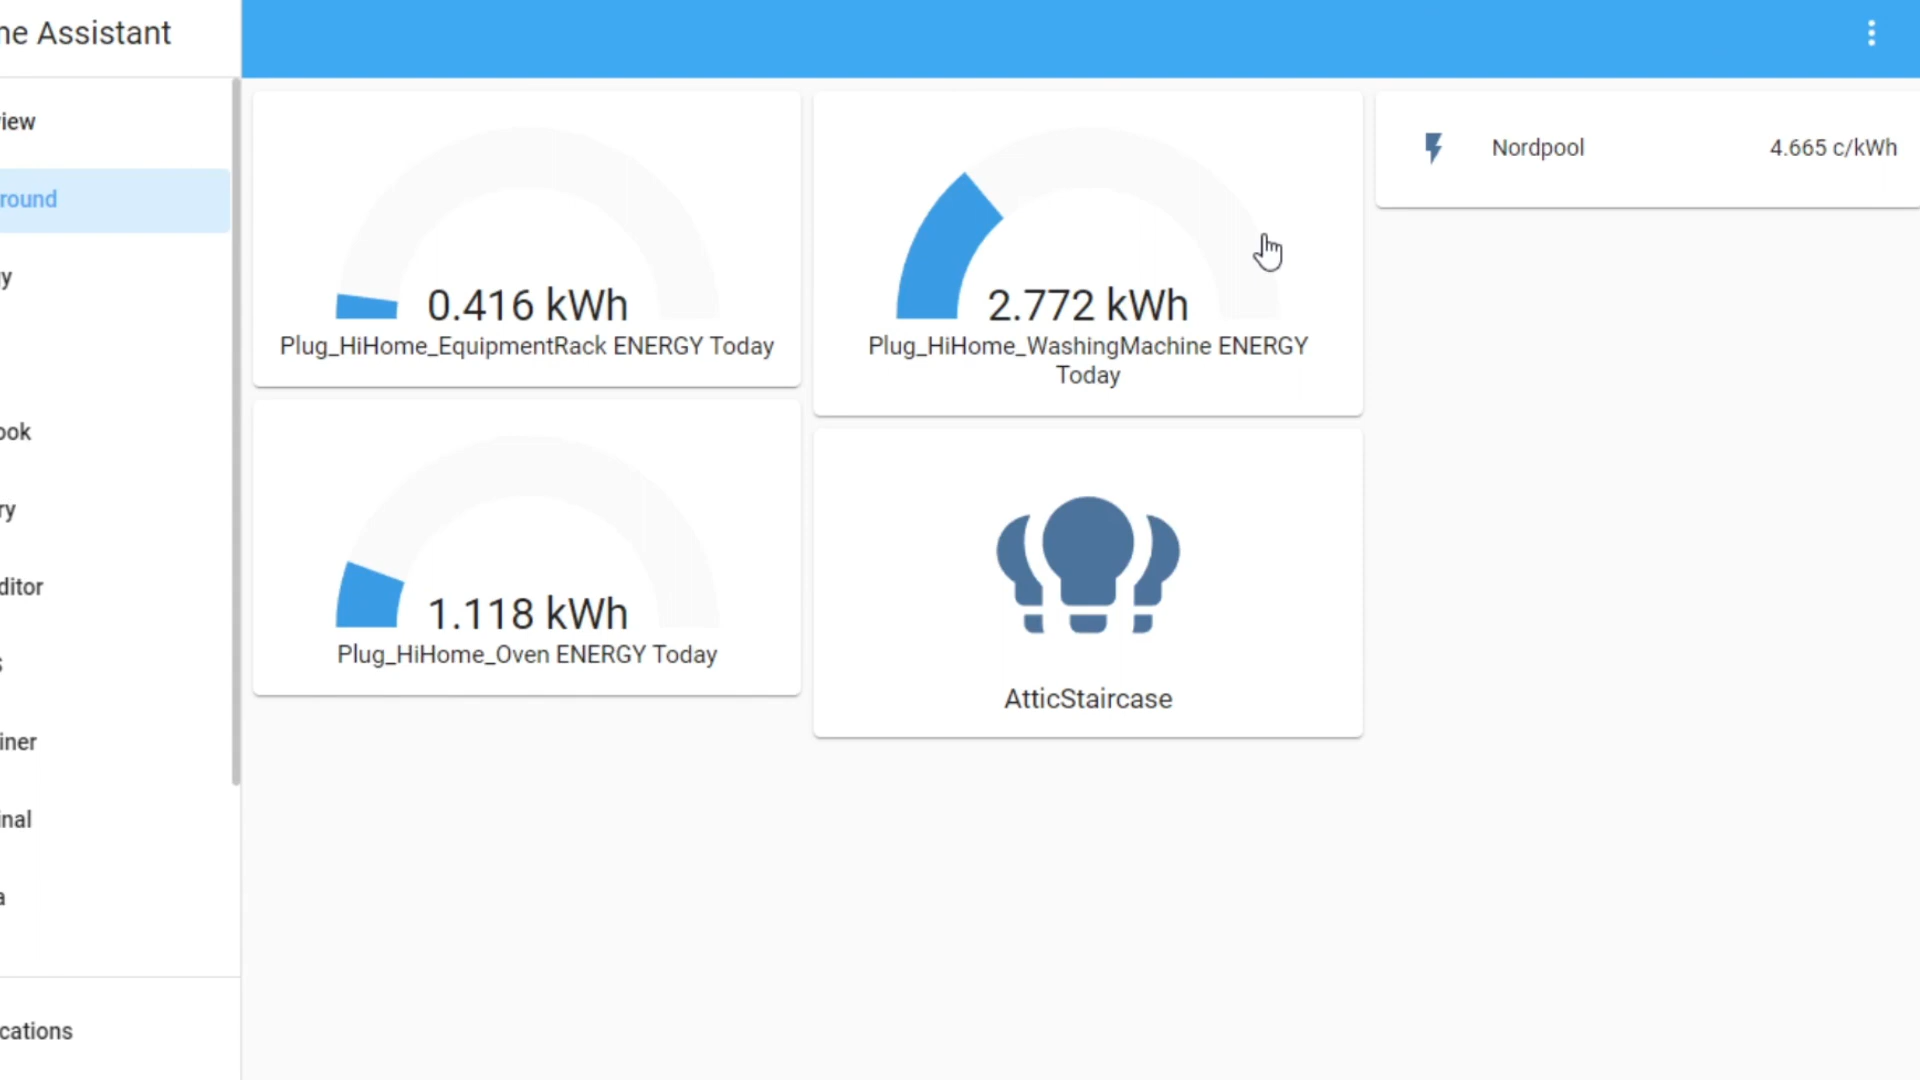 ne Assistant
iew
round
y
ook
ry
ditor
s
iner
inal
a
cations
0.416 kWh
Plug_HiHome_EquipmentRack ENERGY Today
1.118 kWh
Plug_HiHome_Oven ENERGY Today
2.772 kWh
Plug_HiHome_WashingMachine ENERGY
Today
AtticStaircase
Nordpool 4.665 c/kWh